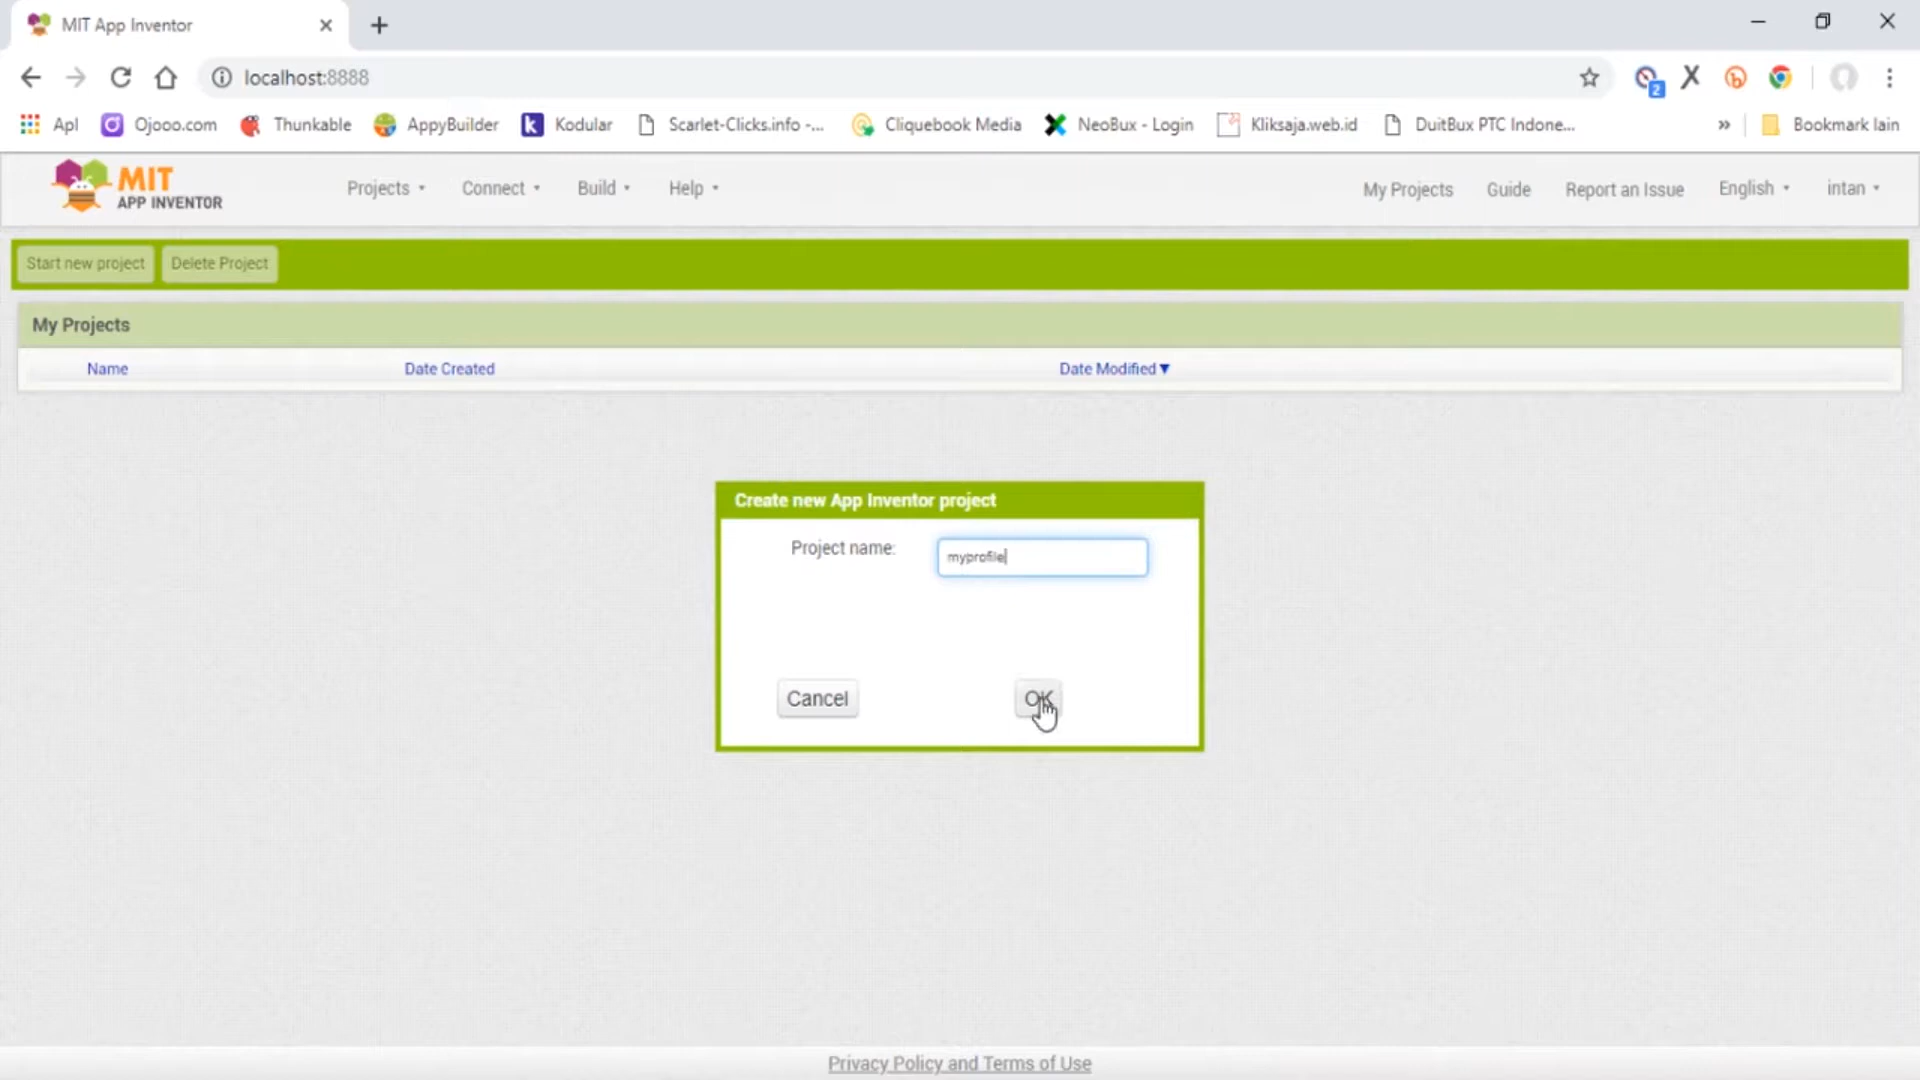 MIT App Inventor
localhost:8888
2
Apl Ojooo.com Thunkable AppyBuilder Kodular Scarlet-Clicks.info -... Cliquebook Media NeoBux - Login Kliksaja.web.id DuitBux PTC Indone... » Bookmark lain
MIT
APP INVENTOR
Projects Connect Build Help My Projects Guide Report an Issue English intan
Start new project Delete Project
My Projects
Name Date Created Date Modified▼
Create new App Inventor project
Project name: myprofile
Cancel OK
Privacy Policy and Terms of Use